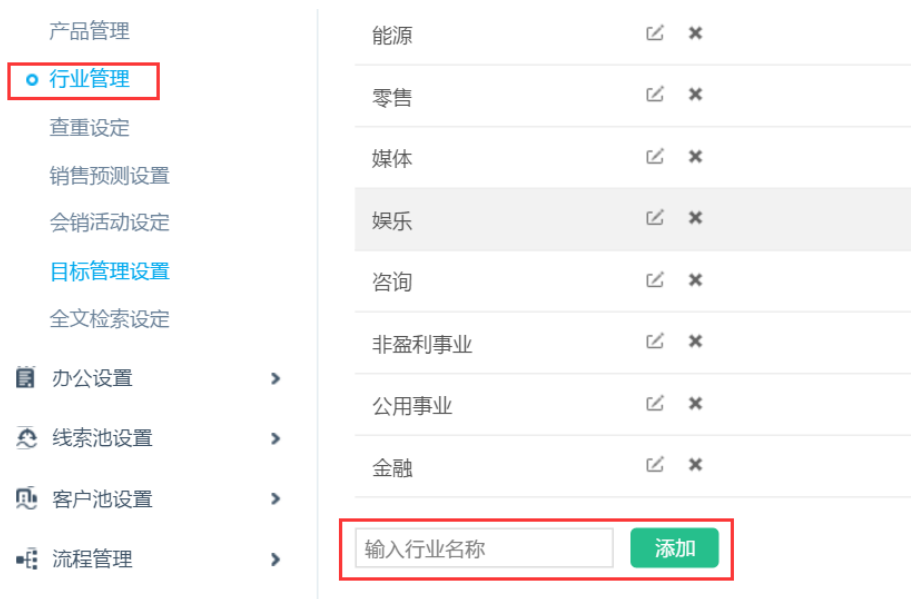 产品管理
行业管理
查重设定
销售预测设置
会销活动设定
目标管理设置
全文检索设定
办公设置
线索池设置
客户池设置
流程管理
能源
零售
媒体
娱乐
咨询
非盈利事业
公用事业
金融
输入行业名称
添加